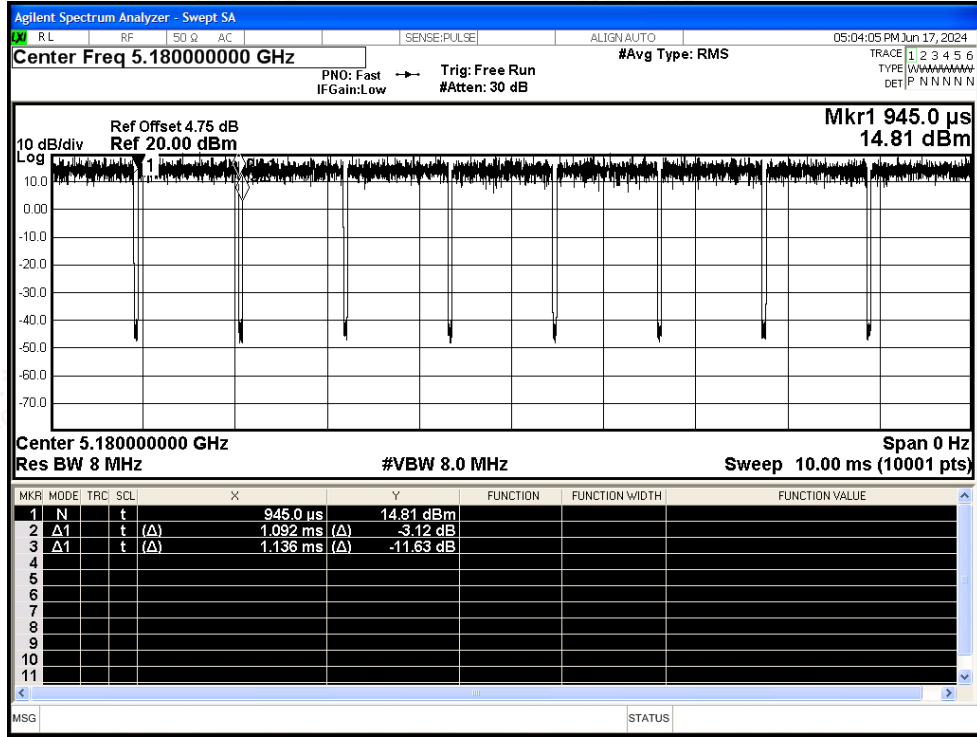 Agilent Spectrum Analyzer - Swept SA
LXI RL RF 50 Ω AC SENSE:PULSE ALIGN AUTO 05:04:05 PM Jun 17, 2024
Center Freq 5.180000000 GHz #Avg Type: RMS TRACE 1 2 3 4 5 6
PNO: Fast Trig: Free Run TYPE WWWWWW
IFGain:Low #Atten: 30 dB DET P N N N N N
Mkr1 945.0 µs
Ref Offset 4.75 dB
10 dB/div Ref 20.00 dBm 14.81 dBm
Log
1
10.0
0.00
-10.0
-20.0
-30.0
-40.0
-50.0
-60.0
-70.0
Center 5.180000000 GHz Span 0 Hz
Res BW 8 MHz #VBW 8.0 MHz Sweep 10.00 ms (10001 pts)
MKR MODE TRC SCL X Y FUNCTION FUNCTION WIDTH FUNCTION VALUE
1 N t 945.0 µs 14.81 dBm
2 Δ1 t (Δ) 1.092 ms (Δ) -3.12 dB
3 Δ1 t (Δ) 1.136 ms (Δ) -11.63 dB
4
5
6
7
8
9
10
11
MSG STATUS